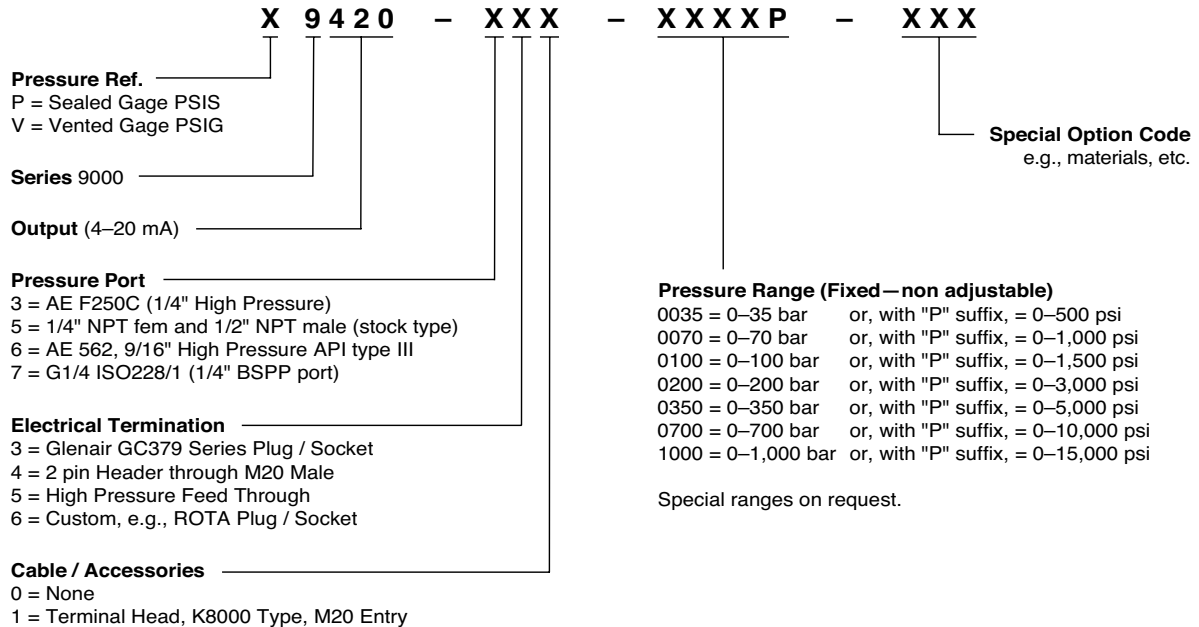 X 9420 – XXX – XXXXP – XXX
Pressure Ref.
P = Sealed Gage PSIS
V = Vented Gage PSIG
Series 9000
Output (4–20 mA)
Pressure Port
3 = AE F250C (1/4" High Pressure)
5 = 1/4" NPT fem and 1/2" NPT male (stock type)
6 = AE 562, 9/16" High Pressure API type III
7 = G1/4 ISO228/1 (1/4" BSPP port)
Electrical Termination
3 = Glenair GC379 Series Plug / Socket
4 = 2 pin Header through M20 Male
5 = High Pressure Feed Through
6 = Custom, e.g., ROTA Plug / Socket
Cable / Accessories
0 = None
1 = Terminal Head, K8000 Type, M20 Entry
Pressure Range (Fixed—non adjustable)
0035 = 0–35 bar or, with "P" suffix, = 0–500 psi
0070 = 0–70 bar or, with "P" suffix, = 0–1,000 psi
0100 = 0–100 bar or, with "P" suffix, = 0–1,500 psi
0200 = 0–200 bar or, with "P" suffix, = 0–3,000 psi
0350 = 0–350 bar or, with "P" suffix, = 0–5,000 psi
0700 = 0–700 bar or, with "P" suffix, = 0–10,000 psi
1000 = 0–1,000 bar or, with "P" suffix, = 0–15,000 psi
Special ranges on request.
Special Option Code
e.g., materials, etc.